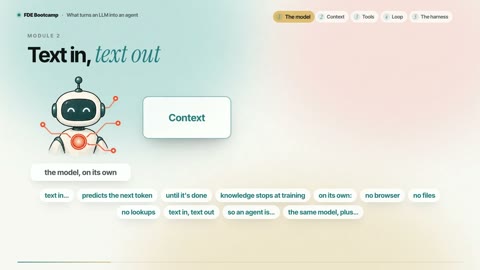 FDE Bootcamp · What turns an LLM into an agent
1 The model
2 Context
3 Tools
4 Loop
5 The harness
MODULE 2
Text in, text out
Context
the model, on its own
text in... predicts the next token until it's done knowledge stops at training on its own: no browser no files
no lookups text in, text out so an agent is... the same model, plus...